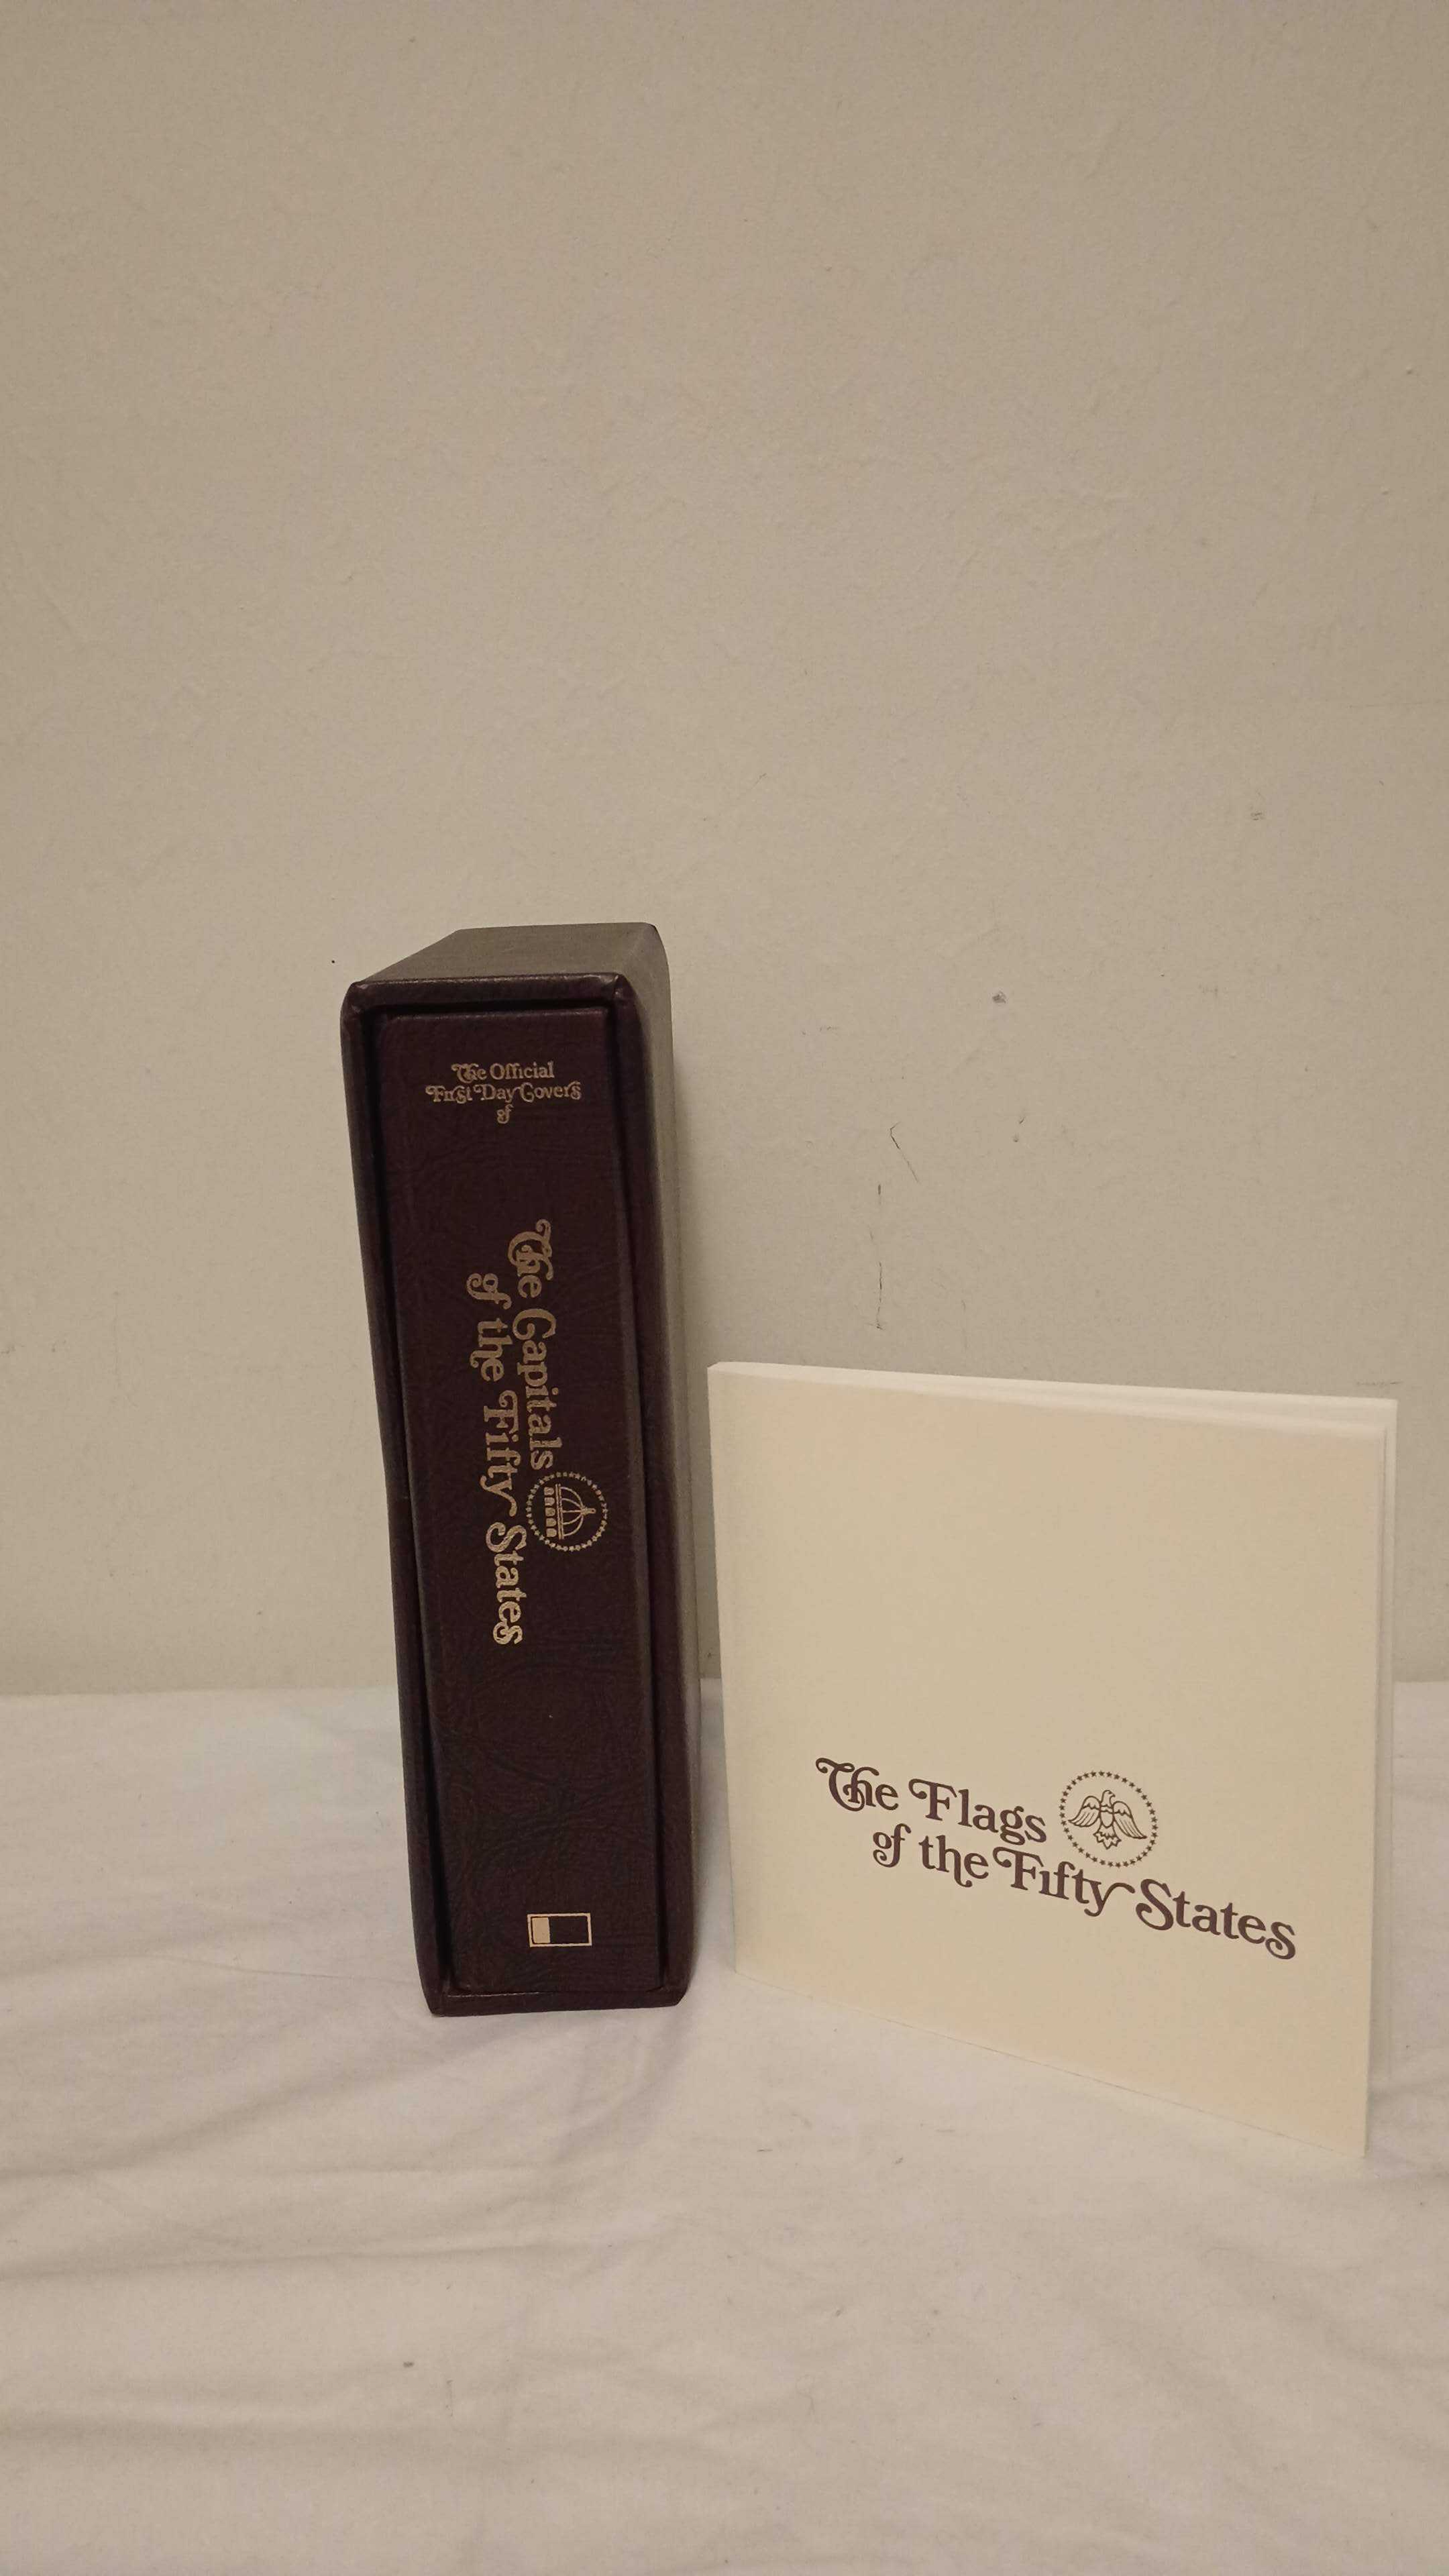 The Official
First Day Covers
of
The Capitals
of the Fifty States
The Flags
of the Fifty States